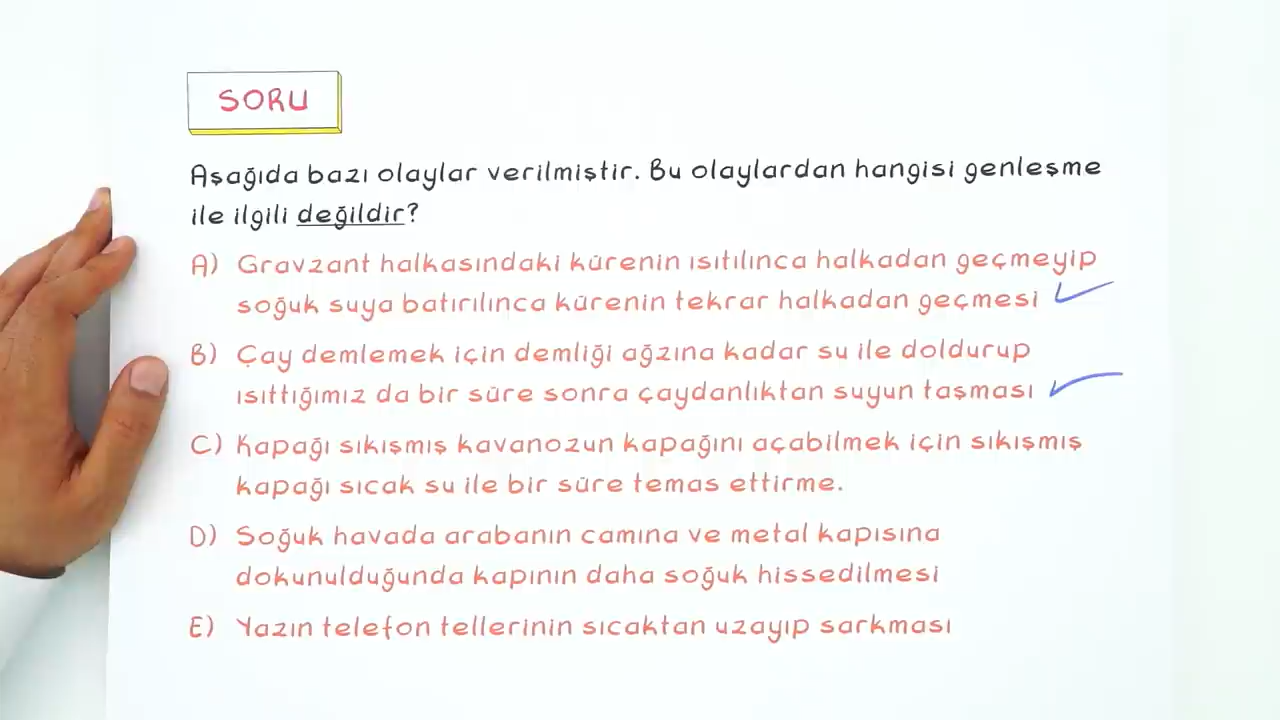 SORU
Aşağıda bazı olaylar verilmiştir. Bu olaylardan hangisi genleşme
ile ilgili değildir?
A) Gravzant halkasındaki kürenin ısıtılınca halkadan geçmeyip
soğuk suya batırılınca kürenin tekrar halkadan geçmesi
B) Çay demlemek için demliği ağzına kadar su ile doldurup
ısıttığımız da bir süre sonra çaydanlıktan suyun taşması
C) Kapağı sıkışmış kavanozun kapağını açabilmek için sıkışmış
kapağı sıcak su ile bir süre temas ettirme.
D) Soğuk havada arabanın camına ve metal kapısına
dokunulduğunda kapının daha soğuk hissedilmesi
E) Yazın telefon tellerinin sıcaktan uzayıp sarkması